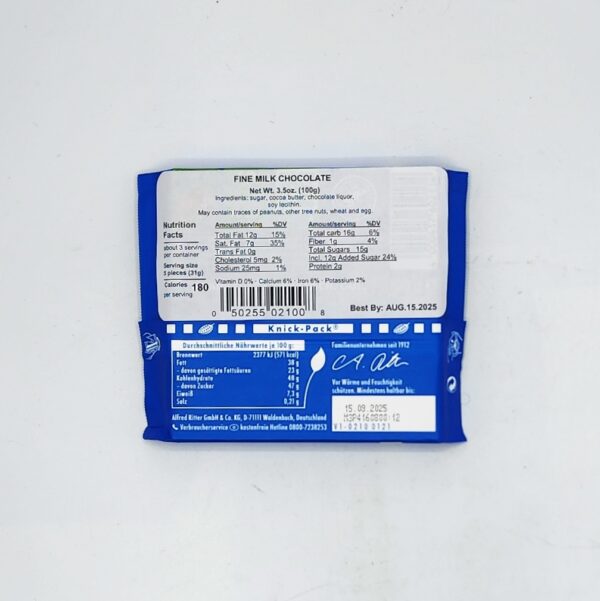 FINE MILK CHOCOLATE
Net Wt. 3.5oz. (100g)
Ingredients: sugar, cocoa butter, chocolate liquor,
soy lecithin.
May contain traces of peanuts, other tree nuts, wheat and egg.
Nutrition
Facts
about 3 servings
per container
Serving size
5 pieces (31g)
Calories 180
per serving
Amount/serving %DV
Total Fat 12g 15%
Sat. Fat 7g 35%
Trans Fat 0g
Cholesterol 5mg 2%
Sodium 25mg 1%
Amount/serving %DV
Total carb 16g 6%
Fiber 1g 4%
Total Sugars 15g
Incl. 12g Added Sugar 24%
Protein 2g
Vitamin D 0% · Calcium 6% · Iron 6% · Potassium 2%
0 50255 02100 8
Best By: AUG.15.2025
Knick-Pack®
Durchschnittliche Nährwerte je 100 g:
Brennwert 2377 kJ (571 kcal)
Fett 38 g
- davon gesättigte Fettsäuren 23 g
Kohlenhydrate 48 g
- davon Zucker 47 g
Eiweiß 7,3 g
Salz 0,21 g
Familienunternehmen seit 1912
Vor Wärme und Feuchtigkeit
schützen. Mindestens haltbar bis:
15.09.2025
V1-0210 0121
Alfred Ritter GmbH & Co. KG, D-71111 Waldenbuch, Deutschland
Verbraucherservice kostenfreie Hotline 0800-7238253